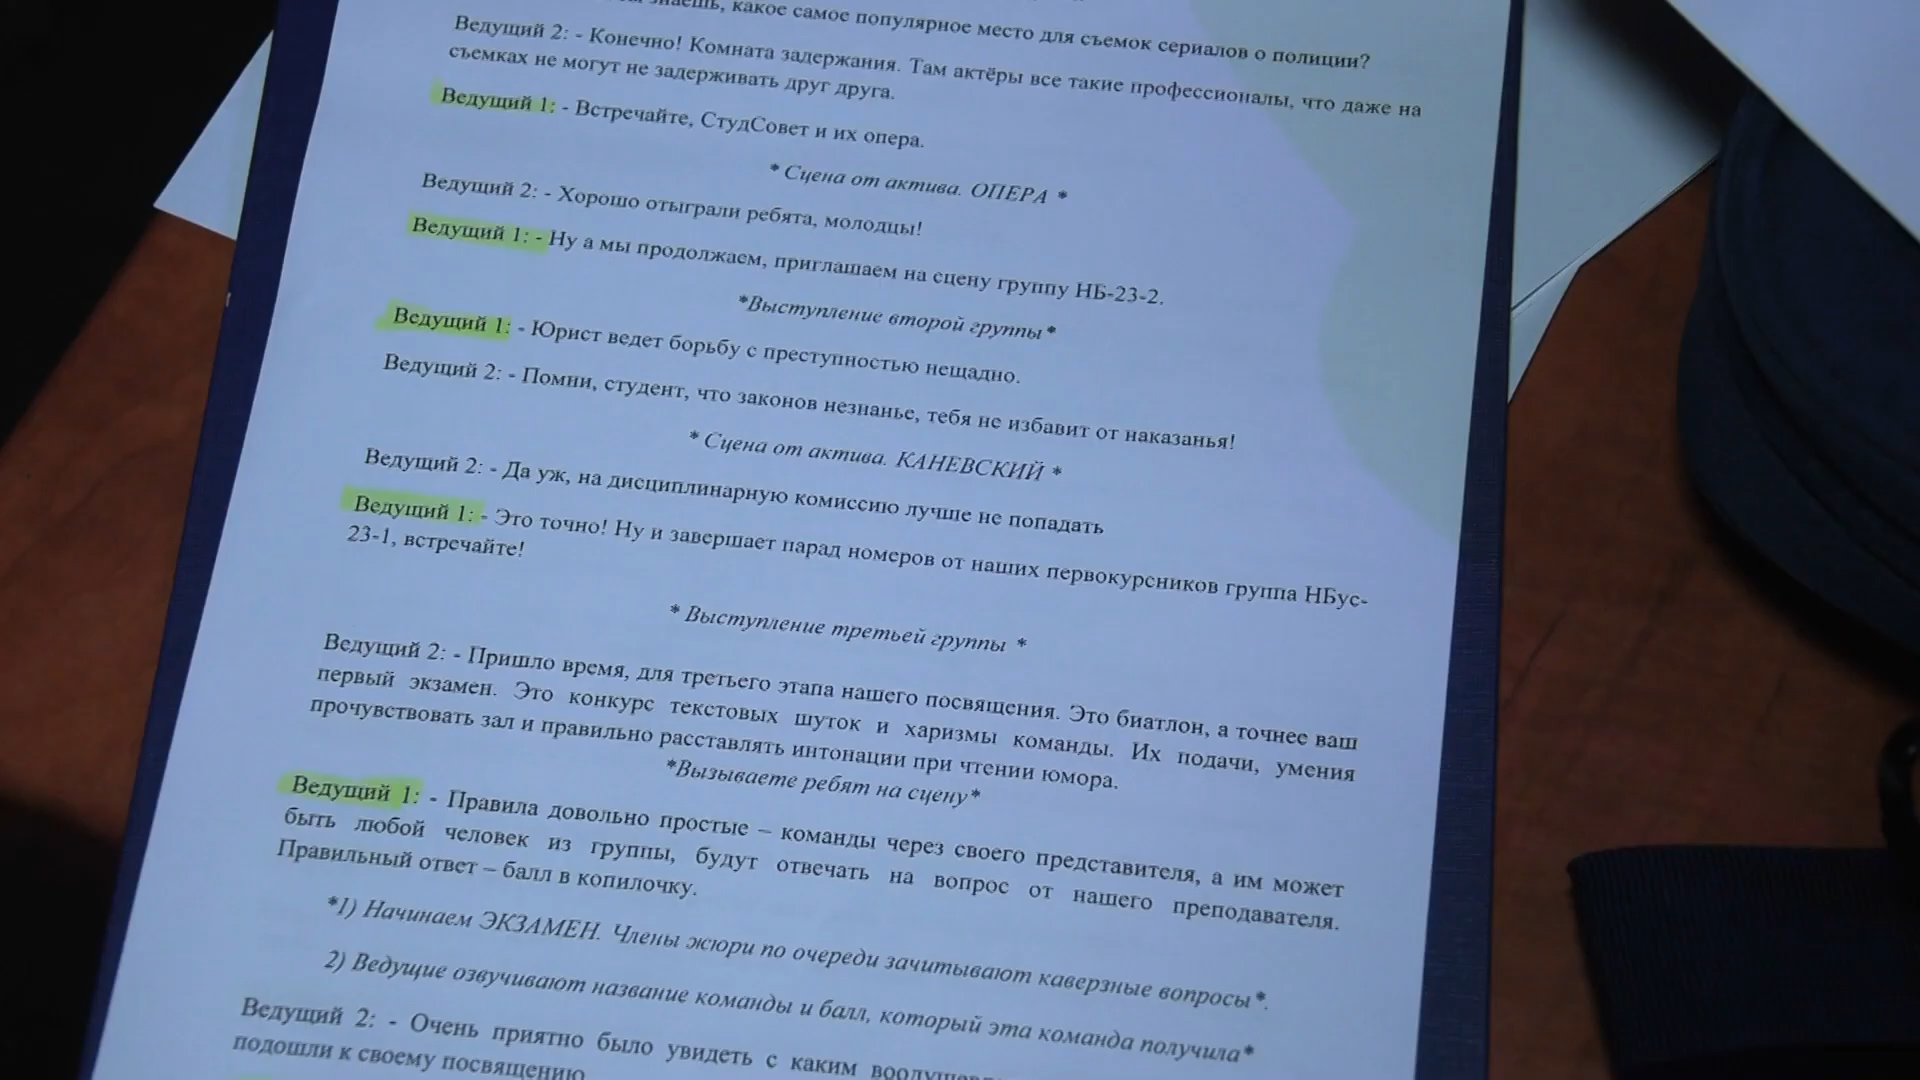 знаешь, какое самое популярное место для съемок сериалов о полиции?
Ведущий 2: - Конечно! Комната задержания. Там актёры все такие профессионалы, что даже на
съемках не могут не задерживать друг друга.
Ведущий 1: - Встречайте, СтудСовет и их опера.
* Сцена от актива. ОПЕРА *
Ведущий 2: - Хорошо отыграли ребята, молодцы!
Ведущий 1: - Ну а мы продолжаем, приглашаем на сцену группу НБ-23-2.
*Выступление второй группы*
Ведущий 1: - Юрист ведет борьбу с преступностью нещадно.
Ведущий 2: - Помни, студент, что законов незнанье, тебя не избавит от наказанья!
* Сцена от актива. КАНЕВСКИЙ *
Ведущий 2: - Да уж, на дисциплинарную комиссию лучше не попадать
Ведущий 1: - Это точно! Ну и завершает парад номеров от наших первокурсников группа НБус-
23-1, встречайте!
* Выступление третьей группы *
Ведущий 2: - Пришло время, для третьего этапа нашего посвящения. Это биатлон, а точнее ваш
первый экзамен. Это конкурс текстовых шуток и харизмы команды. Их подачи, умения
прочувствовать зал и правильно расставлять интонации при чтении юмора.
*Вызываете ребят на сцену*
Ведущий 1: - Правила довольно простые – команды через своего представителя, а им может
быть любой человек из группы, будут отвечать на вопрос от нашего преподавателя.
Правильный ответ – балл в копилочку.
*1) Начинаем ЭКЗАМЕН. Члены жюри по очереди зачитывают каверзные вопросы*.
2) Ведущие озвучивают название команды и балл, который эта команда получила*
Ведущий 2: - Очень приятно было увидеть с каким
подошли к своему посвящению